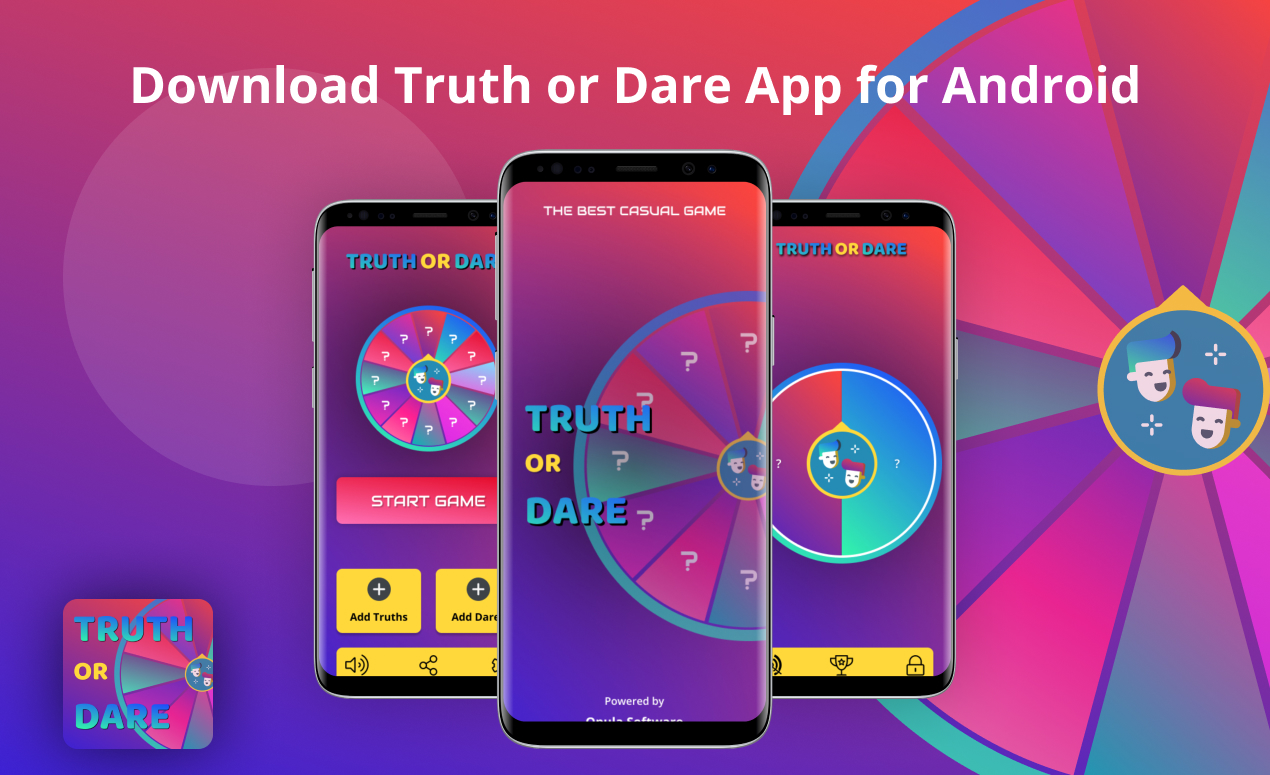 Download Truth or Dare App for Android
TRUTH OR DAR
START GAME
Add Truths
Add Dare
THE BEST CASUAL GAME
? ? ? ? ? ? ?
TRUTH
OR
DARE
Powered by
Opula Software
TRUTH OR DARE
? ?
TRUTH
OR
DARE